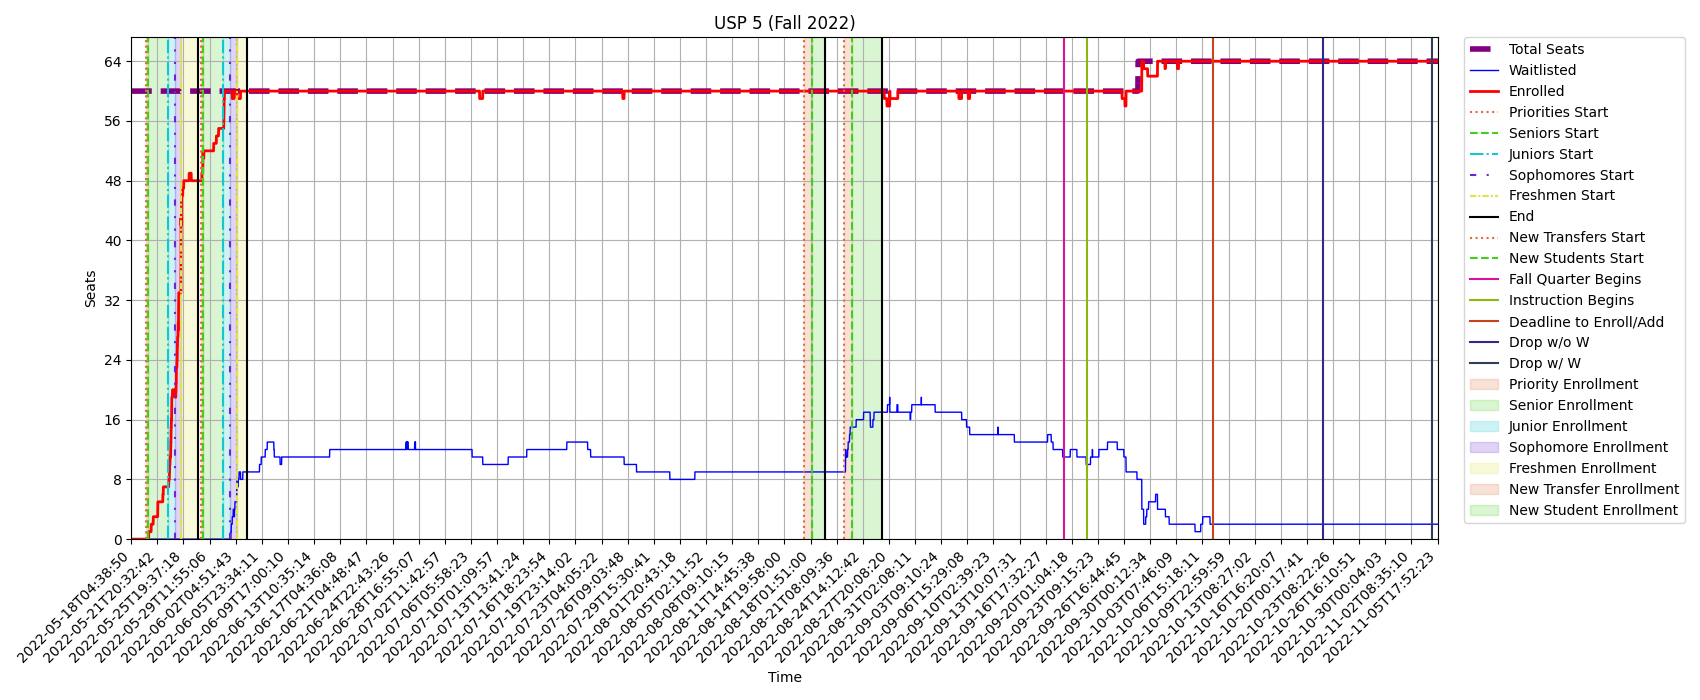 USP 5 (Fall 2022)
Seats
64
56
48
40
32
24
16
8
0
2022-05-18T04:38:50
2022-05-21T20:32:42
2022-05-25T19:37:18
2022-05-29T11:55:06
2022-06-02T04:51:43
2022-06-05T23:34:11
2022-06-09T17:00:10
2022-06-13T10:35:14
2022-06-17T04:36:08
2022-06-21T04:48:47
2022-06-24T22:43:26
2022-06-28T16:55:07
2022-07-02T11:42:57
2022-07-06T05:58:23
2022-07-10T01:09:57
2022-07-13T13:41:24
2022-07-16T18:23:54
2022-07-19T23:14:02
2022-07-23T04:05:22
2022-07-26T09:03:48
2022-07-29T15:30:41
2022-08-01T20:43:19
2022-08-05T02:11:52
2022-08-08T09:10:15
2022-08-11T14:45:38
2022-08-14T19:58:00
2022-08-18T01:51:00
2022-08-21T08:09:36
2022-08-24T14:12:42
2022-08-27T20:08:20
2022-08-31T02:08:11
2022-09-03T09:10:24
2022-09-06T15:29:08
2022-09-10T02:39:23
2022-09-13T10:07:31
2022-09-16T17:32:27
2022-09-20T01:04:18
2022-09-23T09:15:23
2022-09-26T16:44:45
2022-09-30T00:12:34
2022-10-03T07:46:09
2022-10-06T15:18:11
2022-10-09T22:59:59
2022-10-13T08:27:02
2022-10-16T16:20:07
2022-10-20T00:17:41
2022-10-23T08:22:26
2022-10-26T16:10:51
2022-10-30T00:04:03
2022-11-02T08:35:10
2022-11-05T17:52:23
Time
Total Seats
Waitlisted
Enrolled
Priorities Start
Seniors Start
Juniors Start
Sophomores Start
Freshmen Start
End
New Transfers Start
New Students Start
Fall Quarter Begins
Instruction Begins
Deadline to Enroll/Add
Drop w/o W
Drop w/ W
Priority Enrollment
Senior Enrollment
Junior Enrollment
Sophomore Enrollment
Freshmen Enrollment
New Transfer Enrollment
New Student Enrollment